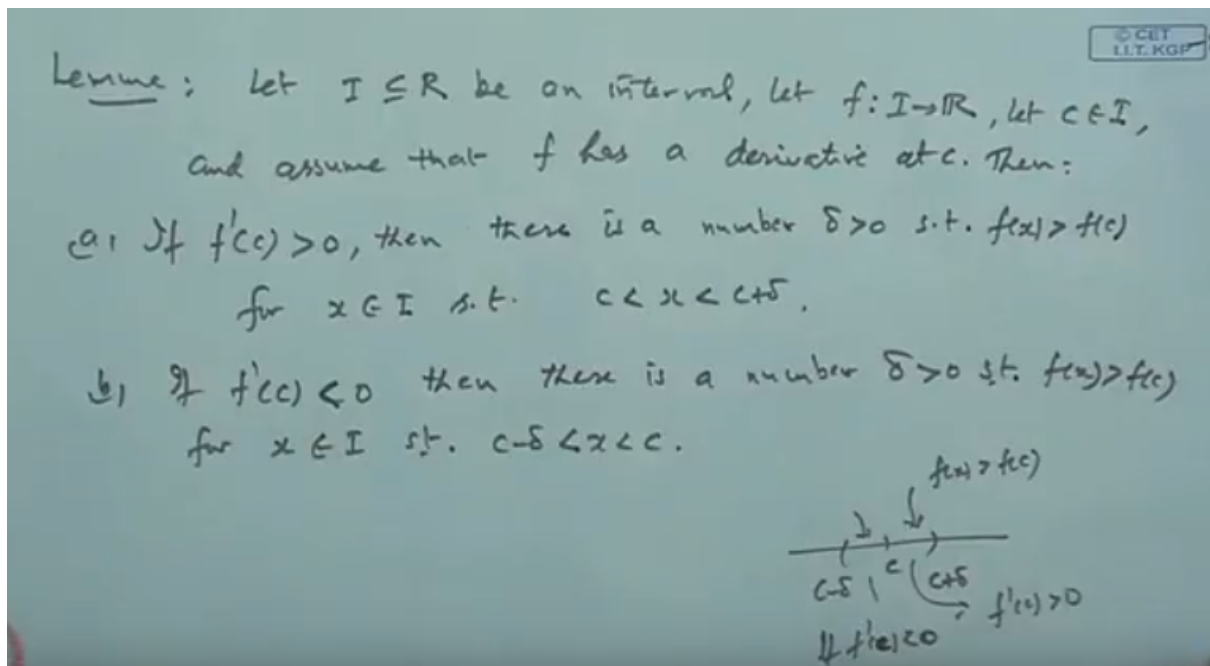 © CET
I.I.T. KGP
Lemma : Let I ⊆ R be an interval, let f: I→R, let c ∈ I,
and assume that f has a derivative at c. Then:
(a) If f'(c) > 0, then there is a number δ > 0 s.t. f(x) > f(c)
for x ∈ I s.t. c < x < c+δ.
b) If f'(c) < 0 then there is a number δ > 0 s.t. f(x) > f(c)
for x ∈ I s.t. c-δ < x < c.
f(x) > f(c)
c-δ c c+δ
f'(c) > 0
If f'(c) < 0